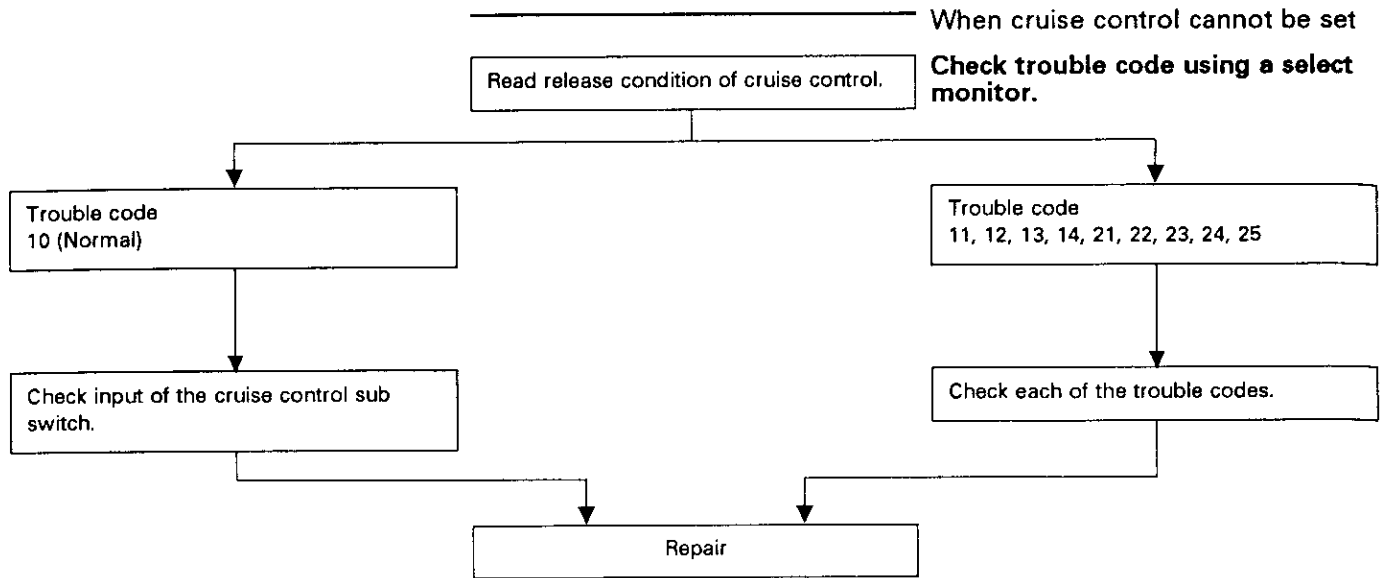 When cruise control cannot be set
Read release condition of cruise control.
Check trouble code using a select
monitor.
Trouble code
10 (Normal)
Trouble code
11, 12, 13, 14, 21, 22, 23, 24, 25
Check input of the cruise control sub
switch.
Check each of the trouble codes.
Repair